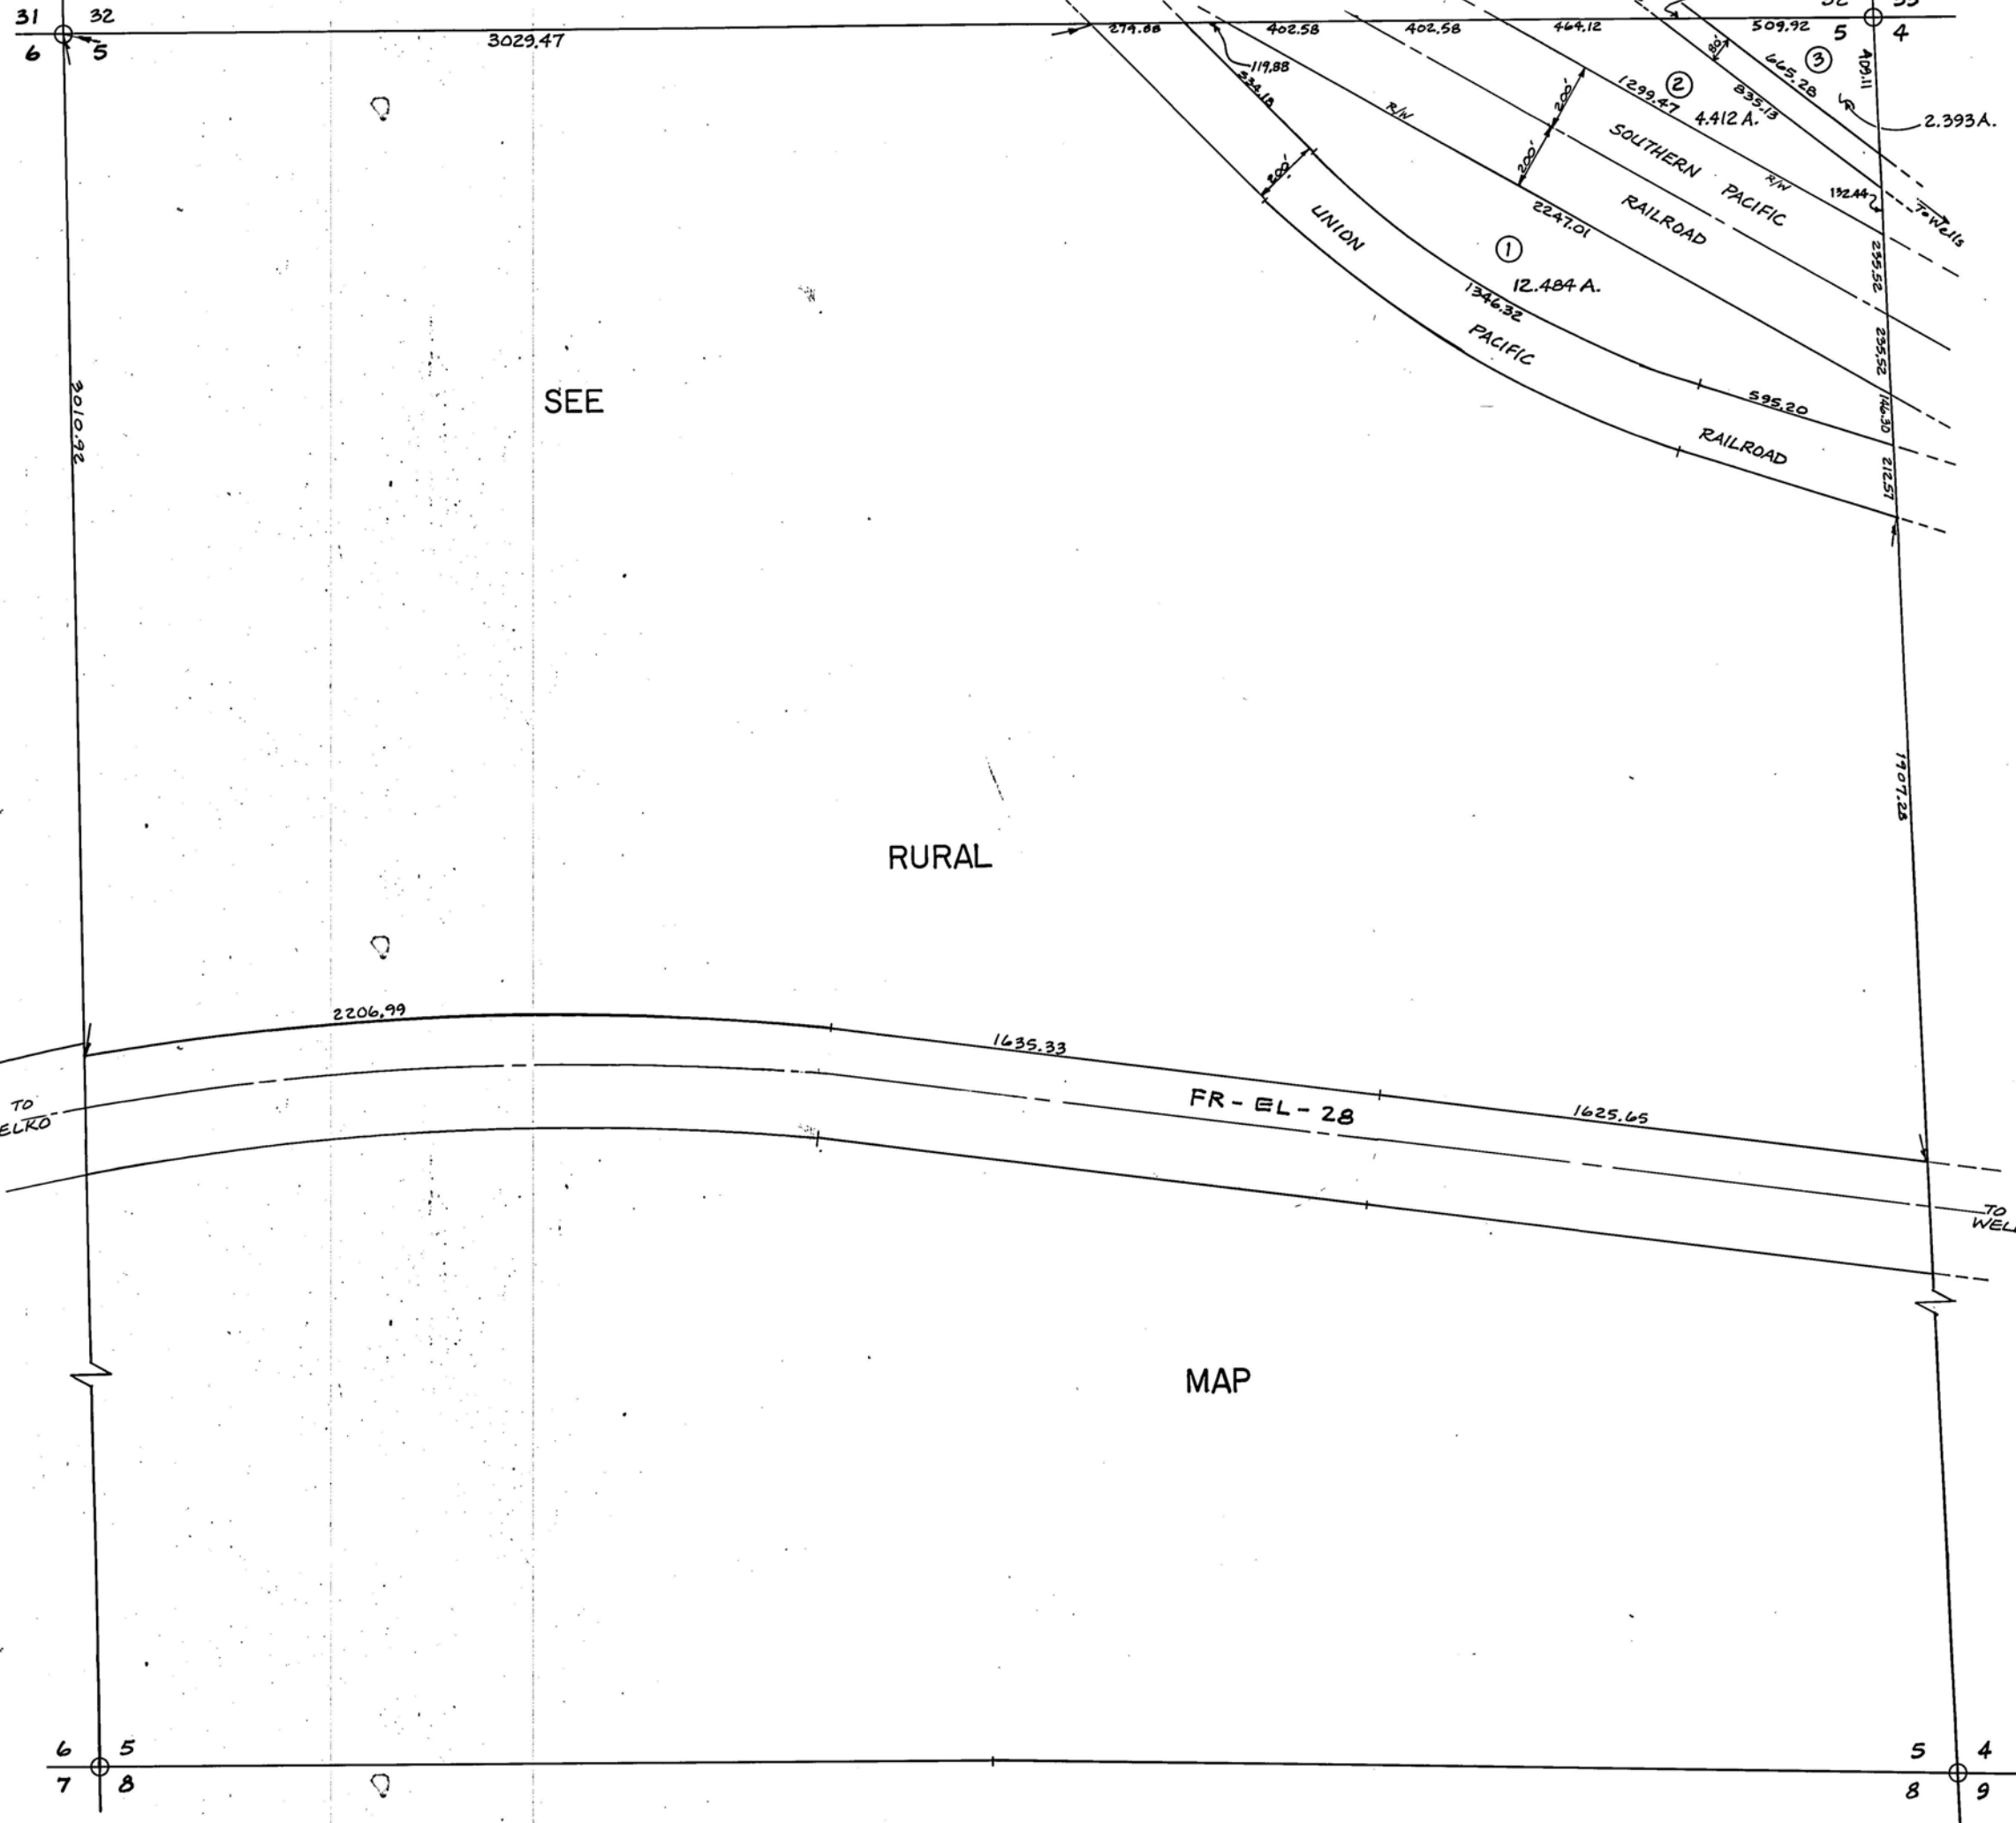 31 32
6 5
3029.47
279.88
119.88
402.58
402.58
464.12
509.92
5 4
534.18
R/W
200'
200'
1299.47
②
4.412 A.
80'
835.13
665.28
③
409.11
2.393 A.
SOUTHERN PACIFIC
RAILROAD
R/W
132.44
To Wells
200'
UNION
PACIFIC
RAILROAD
2247.01
①
12.484 A.
1346.32
595.20
235.52
235.52
146.30
212.57
3010.92
SEE
1907.28
RURAL
2206.99
1635.33
FR-EL-28
1625.65
TO
ELKO
TO
WEL
MAP
6 5
7 8
5 4
8 9